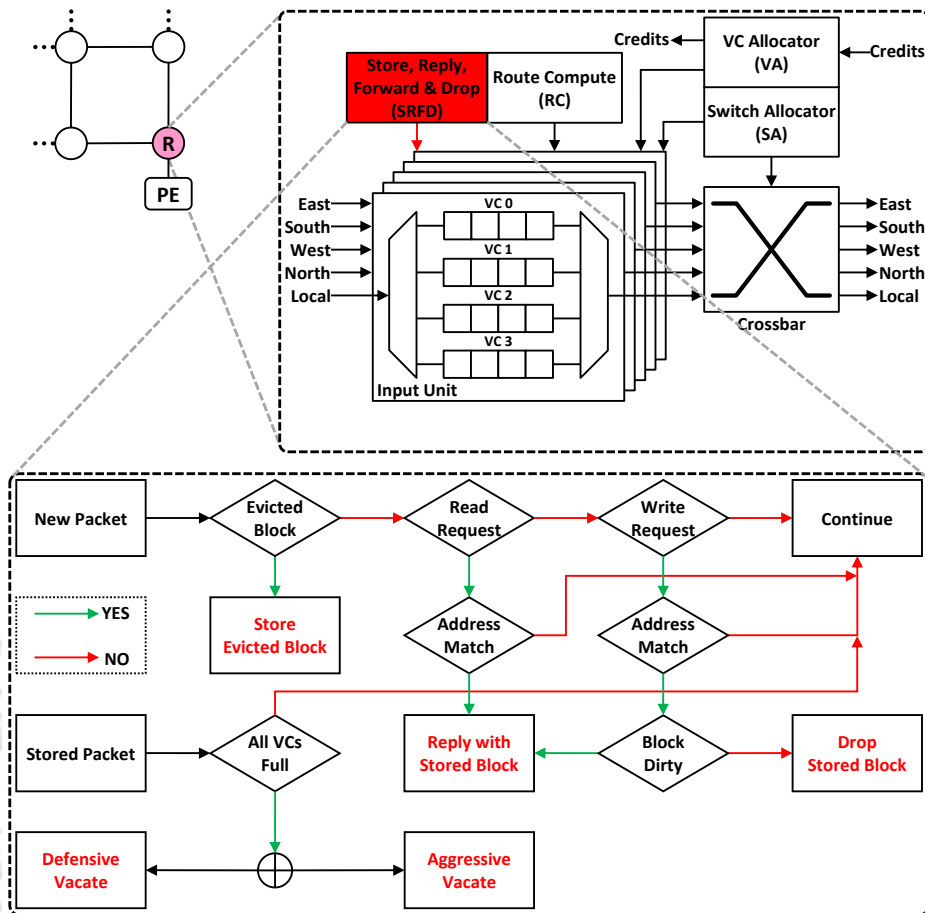 R
PE
Store, Reply,
Forward & Drop
(SRFD)
Route Compute
(RC)
Credits
VC Allocator
(VA)
Credits
Switch Allocator
(SA)
East
South
West
North
Local
VC 0
VC 1
VC 2
VC 3
Input Unit
East
South
West
North
Local
Crossbar
New Packet
Evicted
Block
Read
Request
Write
Request
Continue
YES
NO
Store
Evicted Block
Address
Match
Address
Match
Stored Packet
All VCs
Full
Reply with
Stored Block
Block
Dirty
Drop
Stored Block
Defensive
Vacate
Aggressive
Vacate